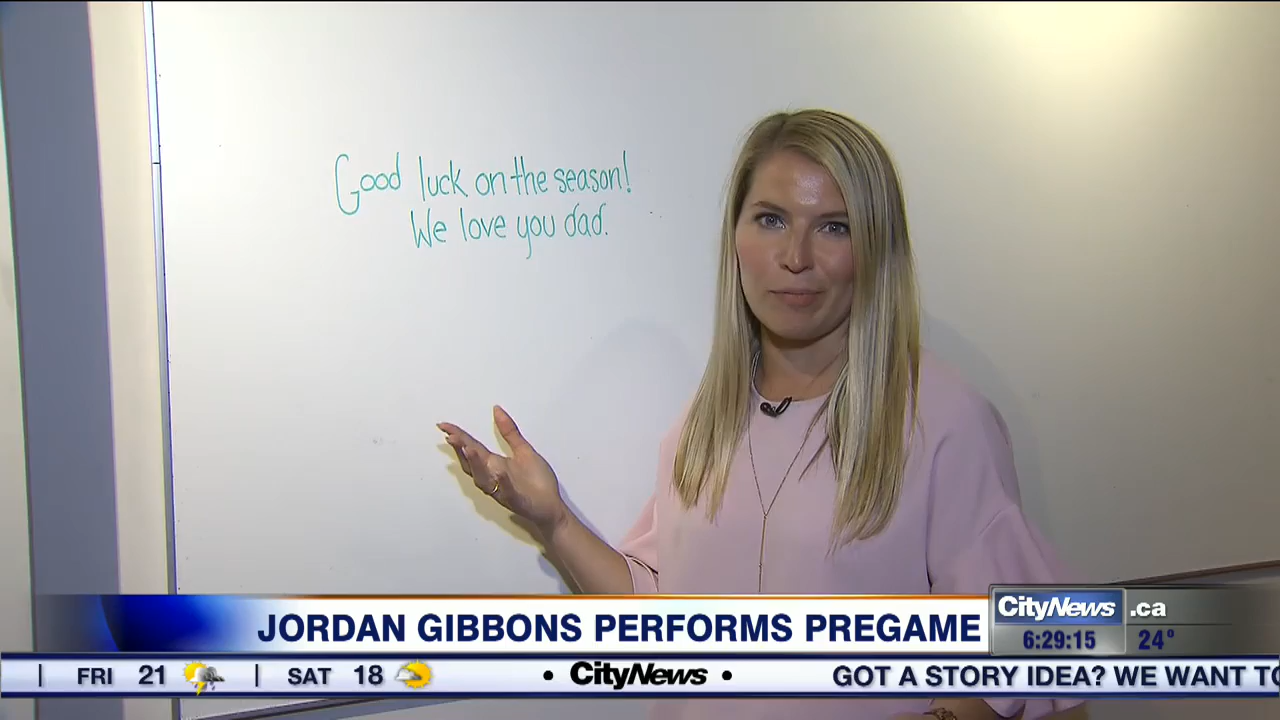 Good luck on the season!
We love you dad.
JORDAN GIBBONS PERFORMS PREGAME
CityNews .ca
6:29:15 24°
FRI 21 SAT 18 • CityNews • GOT A STORY IDEA? WE WANT TO